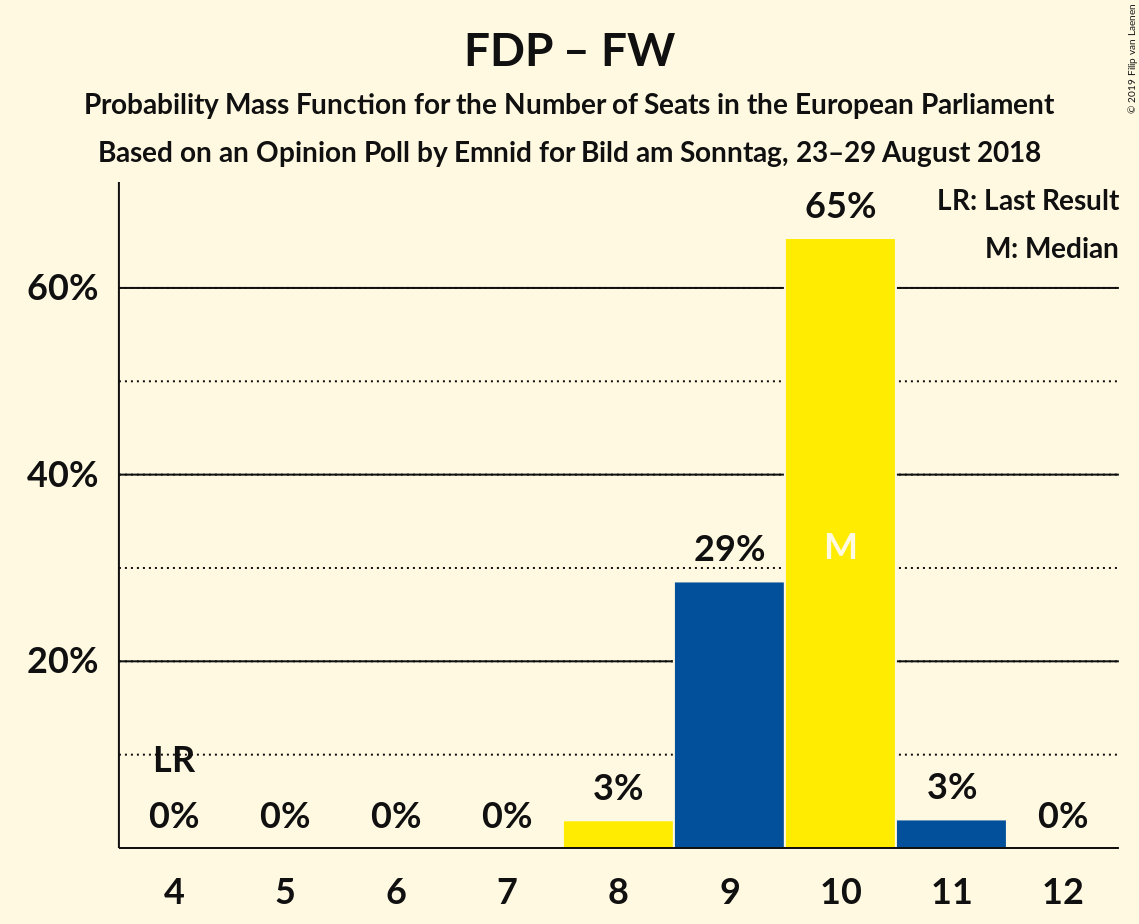 FDP – FW
Probability Mass Function for the Number of Seats in the European Parliament
Based on an Opinion Poll by Emnid for Bild am Sonntag, 23–29 August 2018
© 2019 Filip van Laenen
LR: Last Result
M: Median
65%
60%
40%
29%
M
20%
LR
0%
0%
0%
0%
3%
3%
0%
4 5 6 7 8 9 10 11 12